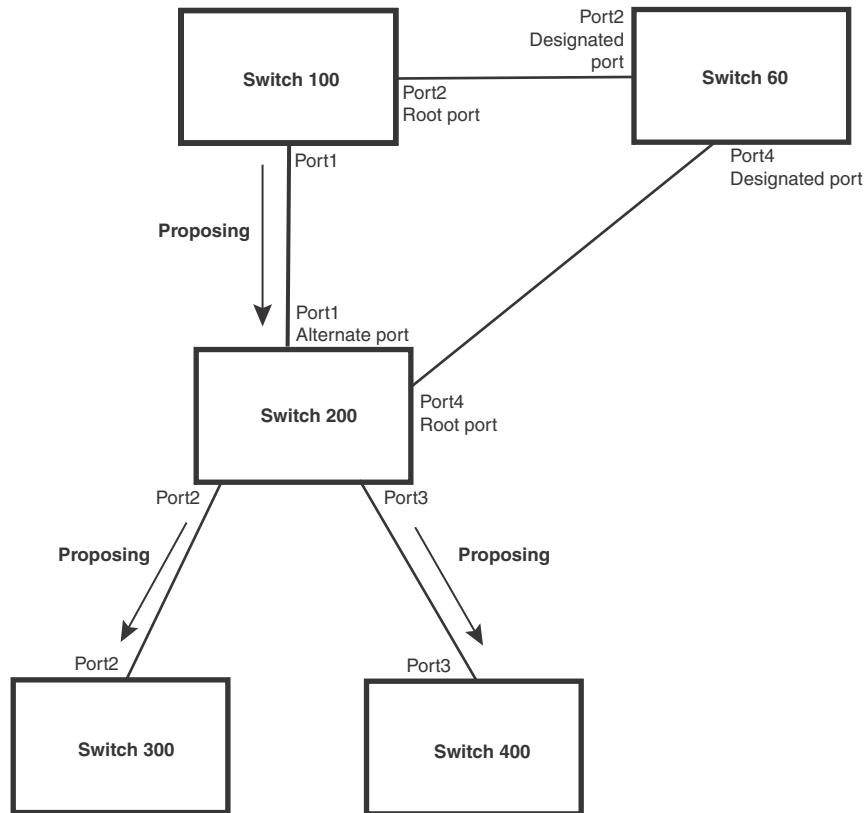 Port2
Designated
port
Switch 100
Switch 60
Port2
Root port
Port1
Port4
Designated port
Proposing
Port1
Alternate port
Port4
Root port
Switch 200
Port2
Port3
Proposing
Proposing
Port2
Port3
Switch 300
Switch 400